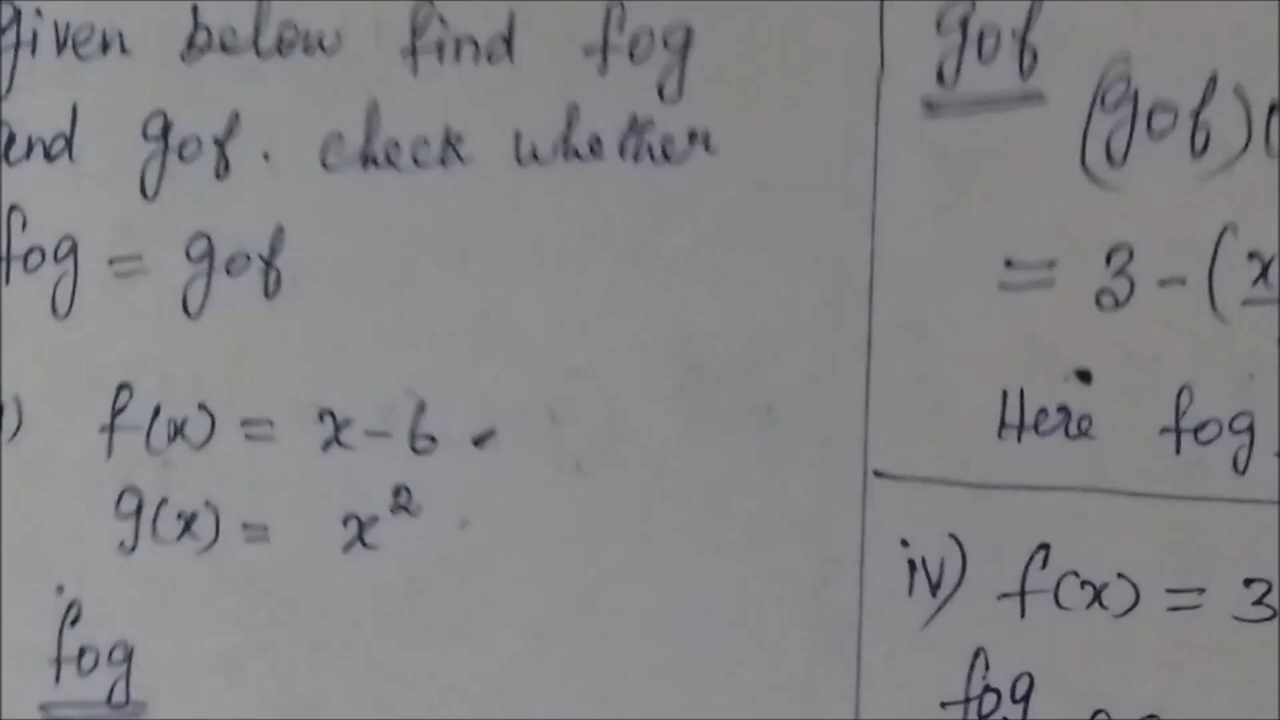 given below find fog
and gof. check whether
fog = gof
i) f(x) = x-6
g(x) = x²
fog
gof
(gof)(
= 3-(x
Here fog
iv) f(x) = 3
fog